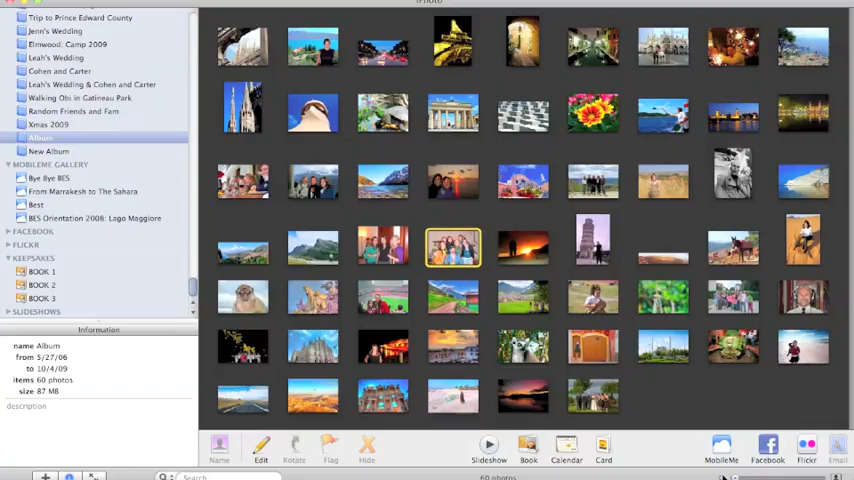 iPhoto
Trip to Prince Edward County
Jenn's Wedding
Elmwood. Camp 2009
Leah's Wedding
Cohen and Carter
Leah's Wedding & Cohen and Carter
Walking Obi in Gatineau Park
Random Friends and Fam
Xmas 2009
Album
New Album
MOBILEME GALLERY
Bye Bye BES
From Marrakesh to The Sahara
Best
BES Orientation 2008: Lago Maggiore
FACEBOOK
FLICKR
KEEPSAKES
BOOK 1
BOOK 2
BOOK 3
SLIDESHOWS
Information
name Album
from 5/27/06
to 10/4/09
items 60 photos
size 87 MB
description
Name Edit Rotate Flag Hide Slideshow Book Calendar Card MobileMe Facebook Flickr Email
Search
60 photos